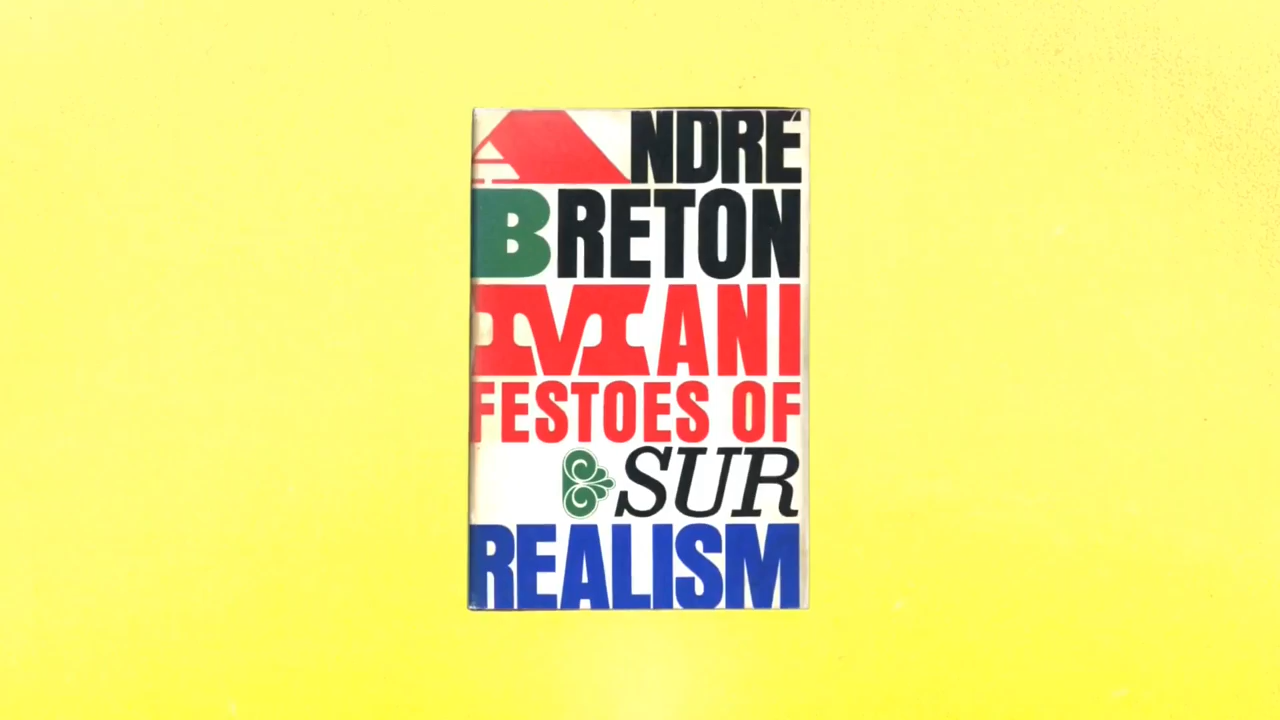 ANDRÉ
BRETON
MANI
FESTOES OF
SUR
REALISM